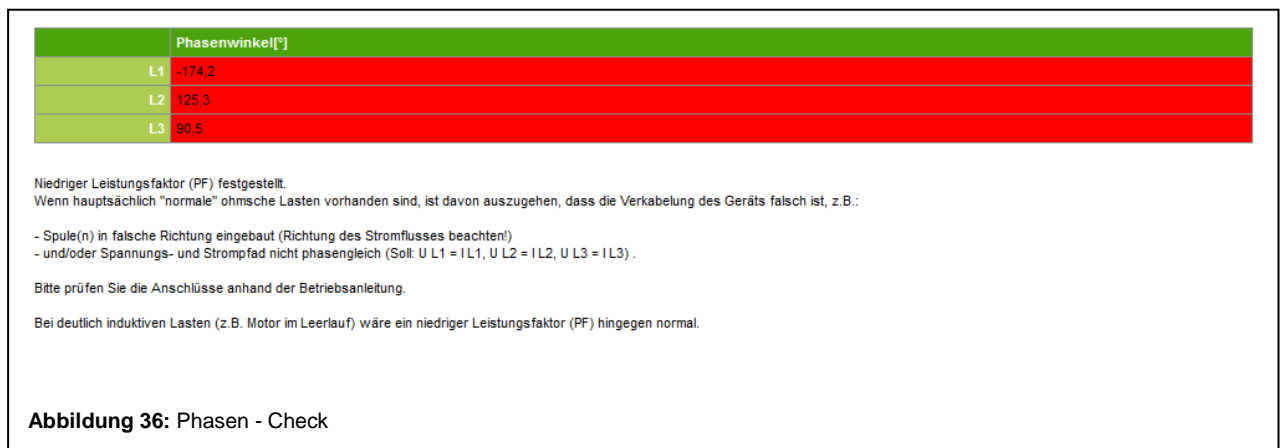 Phasenwinkel[°]
L1 -174,2
L2 125,3
L3 90,5
Niedriger Leistungsfaktor (PF) festgestellt.
Wenn hauptsächlich "normale" ohmsche Lasten vorhanden sind, ist davon auszugehen, dass die Verkabelung des Geräts falsch ist, z.B.:
- Spule(n) in falsche Richtung eingebaut (Richtung des Stromflusses beachten!)
- und/oder Spannungs- und Strompfad nicht phasengleich (Soll: U L1 = I L1, U L2 = I L2, U L3 = I L3) .
Bitte prüfen Sie die Anschlüsse anhand der Betriebsanleitung.
Bei deutlich induktiven Lasten (z.B. Motor im Leerlauf) wäre ein niedriger Leistungsfaktor (PF) hingegen normal.
Abbildung 36: Phasen - Check